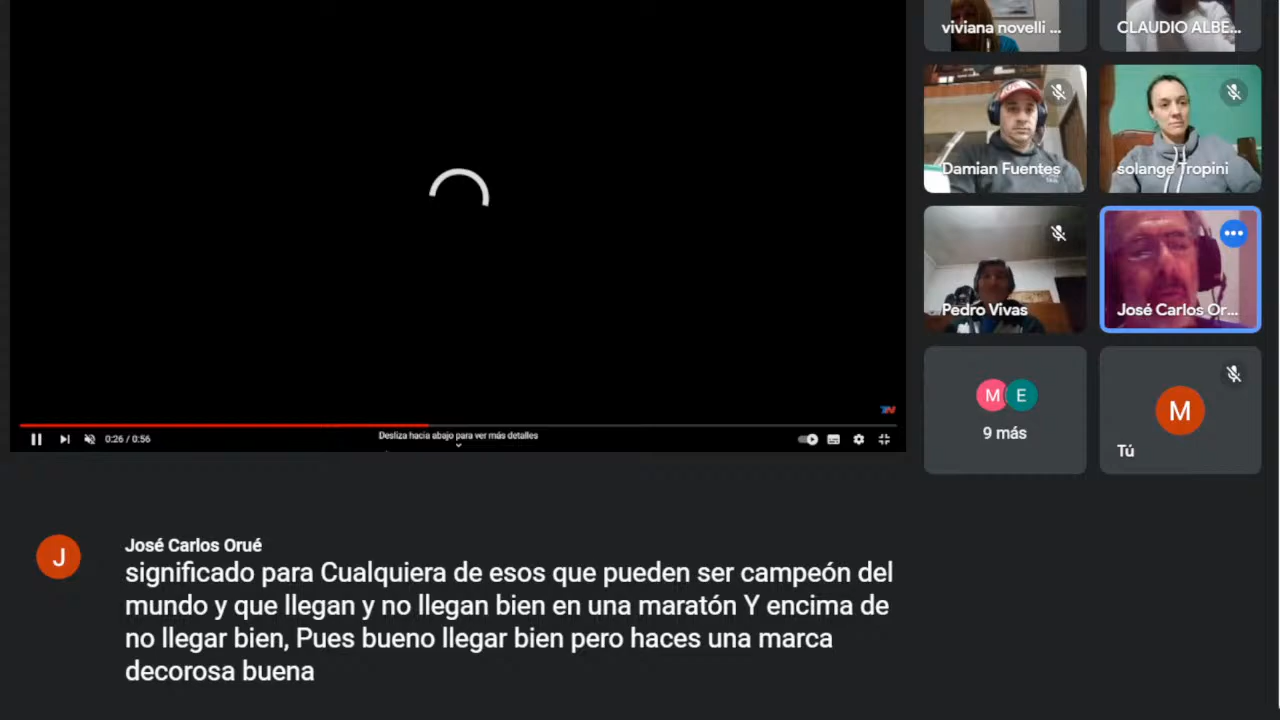 viviana novelli ...
CLAUDIO ALBE...
Damian Fuentes
solange Tropini
Pedro Vivas
José Carlos Or...
M E
9 más
M
Tú
0:26 / 0:56
Desliza hacia abajo para ver más detalles
J
José Carlos Orué
significado para Cualquiera de esos que pueden ser campeón del
mundo y que llegan y no llegan bien en una maratón Y encima de
no llegar bien, Pues bueno llegar bien pero haces una marca
decorosa buena